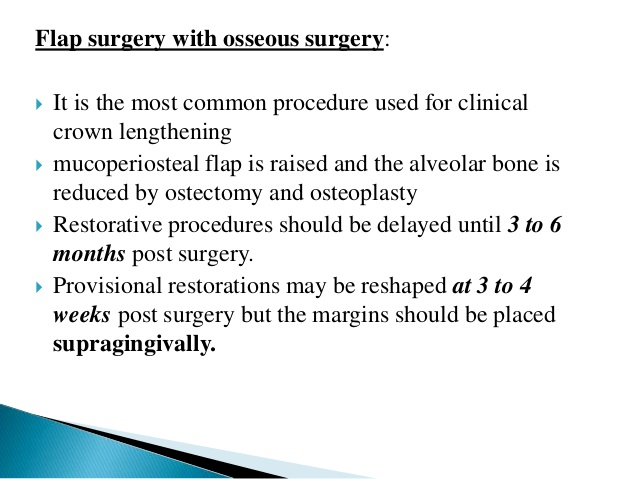 Flap surgery with osseous surgery:
It is the most common procedure used for clinical
crown lengthening
mucoperiosteal flap is raised and the alveolar bone is
reduced by ostectomy and osteoplasty
Restorative procedures should be delayed until 3 to 6
months post surgery.
Provisional restorations may be reshaped at 3 to 4
weeks post surgery but the margins should be placed
supragingivally.